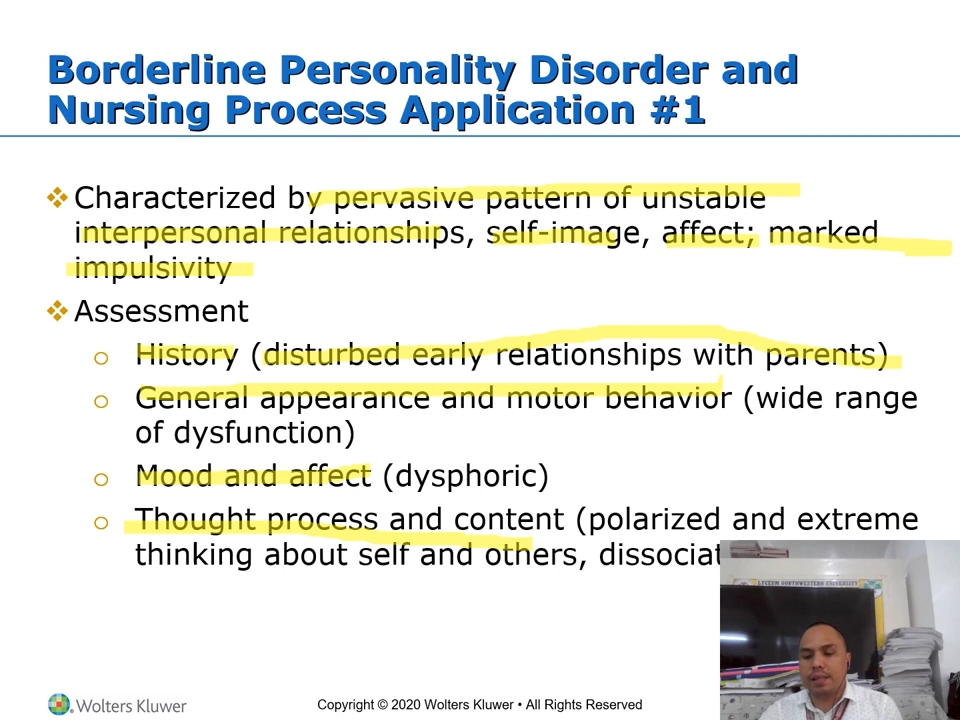 Borderline Personality Disorder and
Nursing Process Application #1
Characterized by pervasive pattern of unstable
interpersonal relationships, self-image, affect; marked
impulsivity
Assessment
History (disturbed early relationships with parents)
General appearance and motor behavior (wide range
of dysfunction)
Mood and affect (dysphoric)
Thought process and content (polarized and extreme
thinking about self and others, dissociat
LYCEUM NORTHWESTERN UNIVERSITY
Wolters Kluwer
Copyright © 2020 Wolters Kluwer • All Rights Reserved